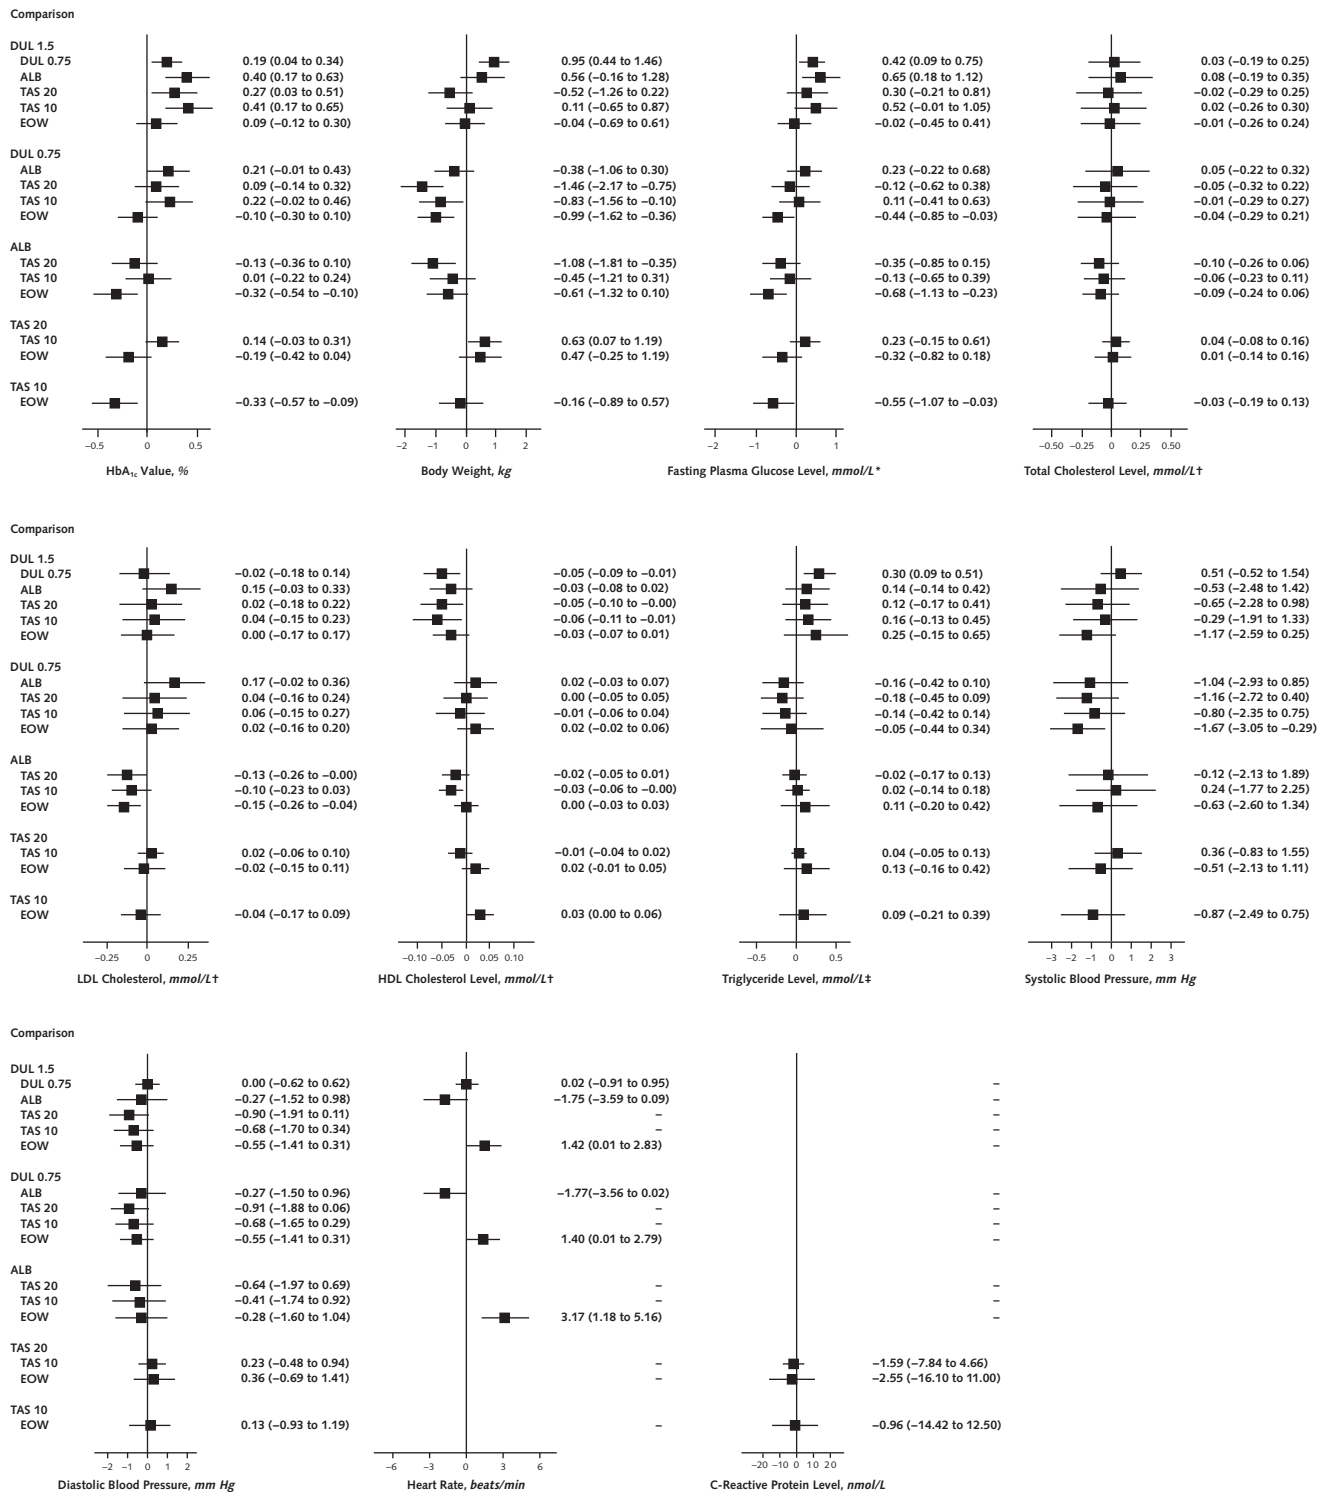 Comparison
DUL 1.5
DUL 0.75 0.19 (0.04 to 0.34) 0.95 (0.44 to 1.46) 0.42 (0.09 to 0.75) 0.03 (−0.19 to 0.25)
ALB 0.40 (0.17 to 0.63) 0.56 (−0.16 to 1.28) 0.65 (0.18 to 1.12) 0.08 (−0.19 to 0.35)
TAS 20 0.27 (0.03 to 0.51) −0.52 (−1.26 to 0.22) 0.30 (−0.21 to 0.81) −0.02 (−0.29 to 0.25)
TAS 10 0.41 (0.17 to 0.65) 0.11 (−0.65 to 0.87) 0.52 (−0.01 to 1.05) 0.02 (−0.26 to 0.30)
EOW 0.09 (−0.12 to 0.30) −0.04 (−0.69 to 0.61) −0.02 (−0.45 to 0.41) −0.01 (−0.26 to 0.24)
DUL 0.75
ALB 0.21 (−0.01 to 0.43) −0.38 (−1.06 to 0.30) 0.23 (−0.22 to 0.68) 0.05 (−0.22 to 0.32)
TAS 20 0.09 (−0.14 to 0.32) −1.46 (−2.17 to −0.75) −0.12 (−0.62 to 0.38) −0.05 (−0.32 to 0.22)
TAS 10 0.22 (−0.02 to 0.46) −0.83 (−1.56 to −0.10) 0.11 (−0.41 to 0.63) −0.01 (−0.29 to 0.27)
EOW −0.10 (−0.30 to 0.10) −0.99 (−1.62 to −0.36) −0.44 (−0.85 to −0.03) −0.04 (−0.29 to 0.21)
ALB
TAS 20 −0.13 (−0.36 to 0.10) −1.08 (−1.81 to −0.35) −0.35 (−0.85 to 0.15) −0.10 (−0.26 to 0.06)
TAS 10 0.01 (−0.22 to 0.24) −0.45 (−1.21 to 0.31) −0.13 (−0.65 to 0.39) −0.06 (−0.23 to 0.11)
EOW −0.32 (−0.54 to −0.10) −0.61 (−1.32 to 0.10) −0.68 (−1.13 to −0.23) −0.09 (−0.24 to 0.06)
TAS 20
TAS 10 0.14 (−0.03 to 0.31) 0.63 (0.07 to 1.19) 0.23 (−0.15 to 0.61) 0.04 (−0.08 to 0.16)
EOW −0.19 (−0.42 to 0.04) 0.47 (−0.25 to 1.19) −0.32 (−0.82 to 0.18) 0.01 (−0.14 to 0.16)
TAS 10
EOW −0.33 (−0.57 to −0.09) −0.16 (−0.89 to 0.57) −0.55 (−1.07 to −0.03) −0.03 (−0.19 to 0.13)
−0.5 0 0.5 −2 −1 0 1 2 −2 −1 0 1 −0.50 −0.25 0 0.25 0.50
HbA1c Value, % Body Weight, kg Fasting Plasma Glucose Level, mmol/L* Total Cholesterol Level, mmol/L†
Comparison
DUL 1.5
DUL 0.75 −0.02 (−0.18 to 0.14) −0.05 (−0.09 to −0.01) 0.30 (0.09 to 0.51) 0.51 (−0.52 to 1.54)
ALB 0.15 (−0.03 to 0.33) −0.03 (−0.08 to 0.02) 0.14 (−0.14 to 0.42) −0.53 (−2.48 to 1.42)
TAS 20 0.02 (−0.18 to 0.22) −0.05 (−0.10 to −0.00) 0.12 (−0.17 to 0.41) −0.65 (−2.28 to 0.98)
TAS 10 0.04 (−0.15 to 0.23) −0.06 (−0.11 to −0.01) 0.16 (−0.13 to 0.45) −0.29 (−1.91 to 1.33)
EOW 0.00 (−0.17 to 0.17) −0.03 (−0.07 to 0.01) 0.25 (−0.15 to 0.65) −1.17 (−2.59 to 0.25)
DUL 0.75
ALB 0.17 (−0.02 to 0.36) 0.02 (−0.03 to 0.07) −0.16 (−0.42 to 0.10) −1.04 (−2.93 to 0.85)
TAS 20 0.04 (−0.16 to 0.24) 0.00 (−0.05 to 0.05) −0.18 (−0.45 to 0.09) −1.16 (−2.72 to 0.40)
TAS 10 0.06 (−0.15 to 0.27) −0.01 (−0.06 to 0.04) −0.14 (−0.42 to 0.14) −0.80 (−2.35 to 0.75)
EOW 0.02 (−0.16 to 0.20) 0.02 (−0.02 to 0.06) −0.05 (−0.44 to 0.34) −1.67 (−3.05 to −0.29)
ALB
TAS 20 −0.13 (−0.26 to −0.00) −0.02 (−0.05 to 0.01) −0.02 (−0.17 to 0.13) −0.12 (−2.13 to 1.89)
TAS 10 −0.10 (−0.23 to 0.03) −0.03 (−0.06 to −0.00) 0.02 (−0.14 to 0.18) 0.24 (−1.77 to 2.25)
EOW −0.15 (−0.26 to −0.04) 0.00 (−0.03 to 0.03) 0.11 (−0.20 to 0.42) −0.63 (−2.60 to 1.34)
TAS 20
TAS 10 0.02 (−0.06 to 0.10) −0.01 (−0.04 to 0.02) 0.04 (−0.05 to 0.13) 0.36 (−0.83 to 1.55)
EOW −0.02 (−0.15 to 0.11) 0.02 (-0.01 to 0.05) 0.13 (−0.16 to 0.42) −0.51 (−2.13 to 1.11)
TAS 10
EOW −0.04 (−0.17 to 0.09) 0.03 (0.00 to 0.06) 0.09 (−0.21 to 0.39) −0.87 (−2.49 to 0.75)
−0.25 0 0.25 −0.10 −0.05 0 0.05 0.10 −0.5 0 0.5 −3 −2 −1 0 1 2 3
LDL Cholesterol, mmol/L† HDL Cholesterol Level, mmol/L† Triglyceride Level, mmol/L‡ Systolic Blood Pressure, mm Hg
Comparison
DUL 1.5
DUL 0.75 0.00 (−0.62 to 0.62) 0.02 (−0.91 to 0.95) –
ALB −0.27 (−1.52 to 0.98) −1.75 (−3.59 to 0.09) –
TAS 20 −0.90 (−1.91 to 0.11) – –
TAS 10 −0.68 (−1.70 to 0.34) – –
EOW −0.55 (−1.41 to 0.31) 1.42 (0.01 to 2.83) –
DUL 0.75
ALB −0.27 (−1.50 to 0.96) −1.77(−3.56 to 0.02) –
TAS 20 −0.91 (−1.88 to 0.06) – –
TAS 10 −0.68 (−1.65 to 0.29) – –
EOW −0.55 (−1.41 to 0.31) 1.40 (0.01 to 2.79) –
ALB
TAS 20 −0.64 (−1.97 to 0.69) – –
TAS 10 −0.41 (−1.74 to 0.92) – –
EOW −0.28 (−1.60 to 1.04) 3.17 (1.18 to 5.16) –
TAS 20
TAS 10 0.23 (−0.48 to 0.94) – −1.59 (−7.84 to 4.66)
EOW 0.36 (−0.69 to 1.41) – −2.55 (−16.10 to 11.00)
TAS 10
EOW 0.13 (−0.93 to 1.19) – −0.96 (−14.42 to 12.50)
−2 −1 0 1 2 −6 −3 0 3 6 −20 −10 0 10 20
Diastolic Blood Pressure, mm Hg Heart Rate, beats/min C-Reactive Protein Level, nmol/L